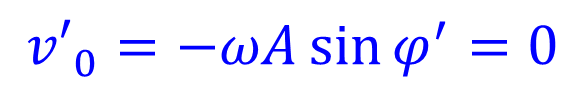 v′₀ = −ωA sin φ′ = 0